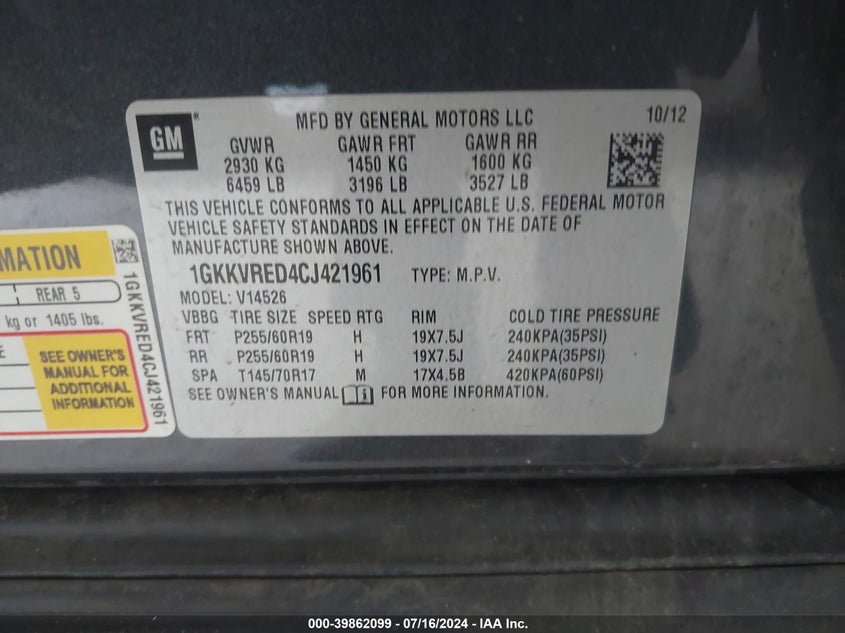 GM
MFD BY GENERAL MOTORS LLC 10/12
GVWR GAWR FRT GAWR RR
2930 KG 1450 KG 1600 KG
6459 LB 3196 LB 3527 LB
THIS VEHICLE CONFORMS TO ALL APPLICABLE U.S. FEDERAL MOTOR
VEHICLE SAFETY STANDARDS IN EFFECT ON THE DATE OF
MANUFACTURE SHOWN ABOVE.
1GKKVRED4CJ421961 TYPE: M.P.V.
MODEL: V14526
VBBG TIRE SIZE SPEED RTG RIM COLD TIRE PRESSURE
FRT P255/60R19 H 19X7.5J 240KPA(35PSI)
RR P255/60R19 H 19X7.5J 240KPA(35PSI)
SPA T145/70R17 M 17X4.5B 420KPA(60PSI)
SEE OWNER'S MANUAL FOR MORE INFORMATION.
MATION
REAR 5
kg or 1405 lbs.
SEE OWNER'S
MANUAL FOR
ADDITIONAL
INFORMATION
1GKKVRED4CJ421961
000-39862099 / 07/16/2024 - IAA Inc.